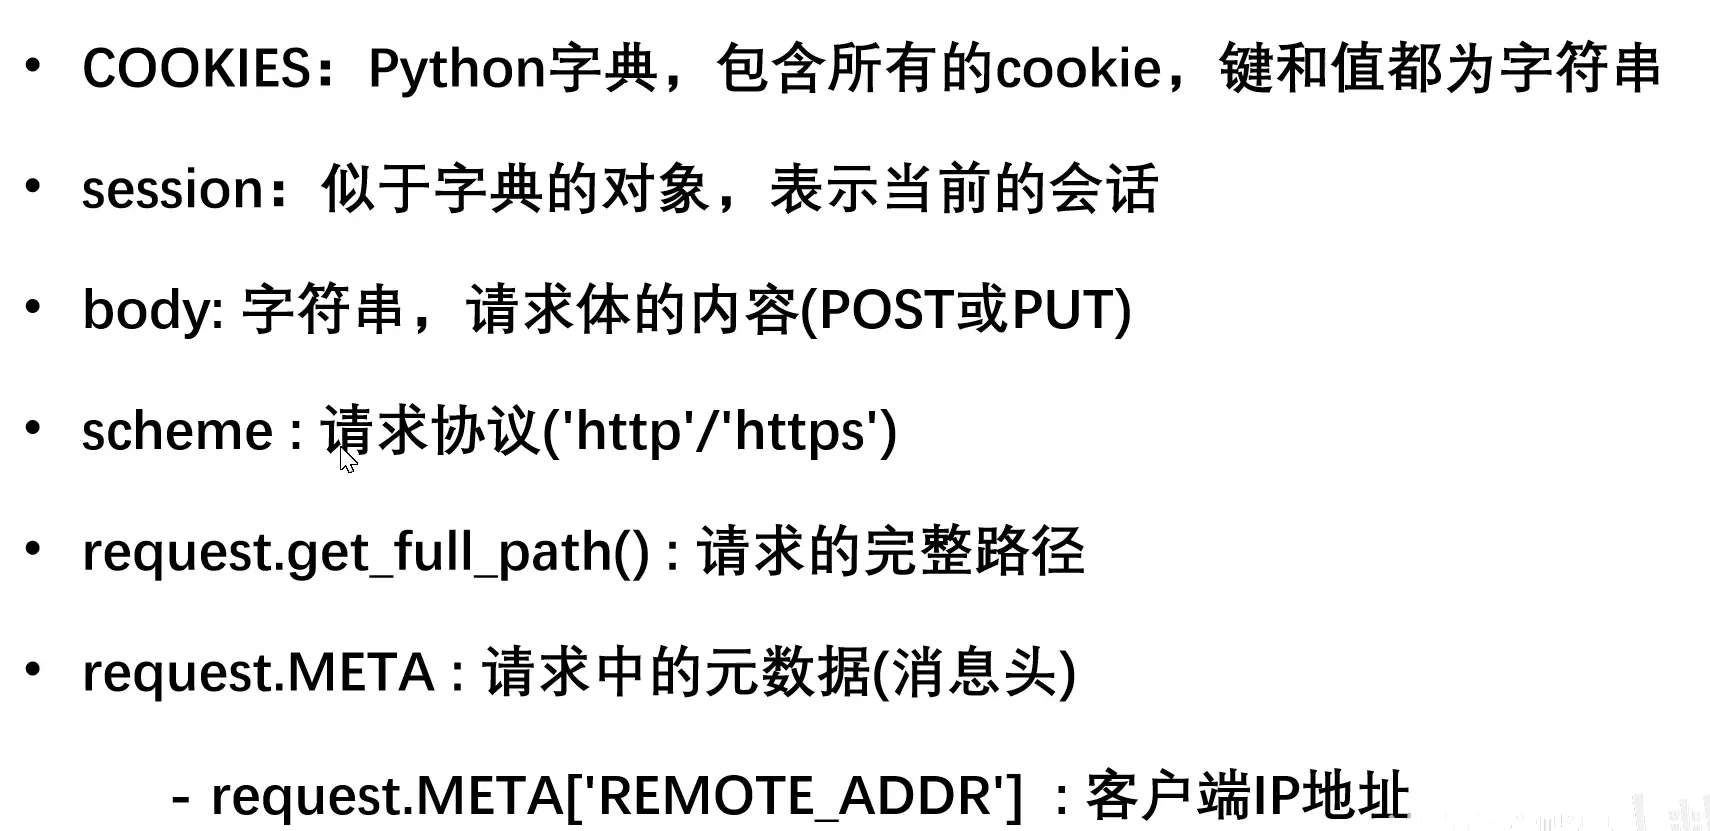 • COOKIES：Python字典，包含所有的cookie，键和值都为字符串
• session：似于字典的对象，表示当前的会话
• body: 字符串，请求体的内容(POST或PUT)
• scheme : 请求协议('http'/'https')
• request.get_full_path() : 请求的完整路径
• request.META : 请求中的元数据(消息头)
- request.META['REMOTE_ADDR'] : 客户端IP地址